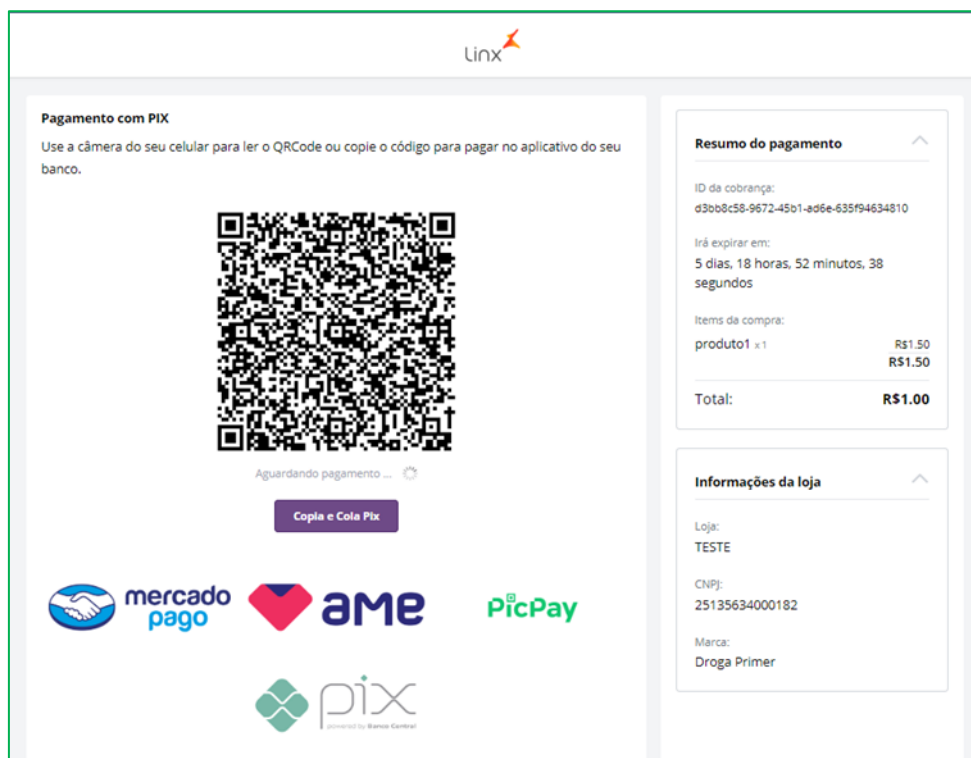 Linx
Pagamento com PIX
Use a câmera do seu celular para ler o QRCode ou copie o código para pagar no aplicativo do seu
banco.
Aguardando pagamento ...
Copia e Cola Pix
mercado
pago
ame
PicPay
pix
powered by Banco Central
Resumo do pagamento
ID da cobrança:
d3bb8c58-9672-45b1-ad6e-635f94634810
Irá expirar em:
5 dias, 18 horas, 52 minutos, 38
segundos
Items da compra:
produto1 x 1 R$1.50
R$1.50
Total: R$1.00
Informações da loja
Loja:
TESTE
CNPJ:
25135634000182
Marca:
Droga Primer